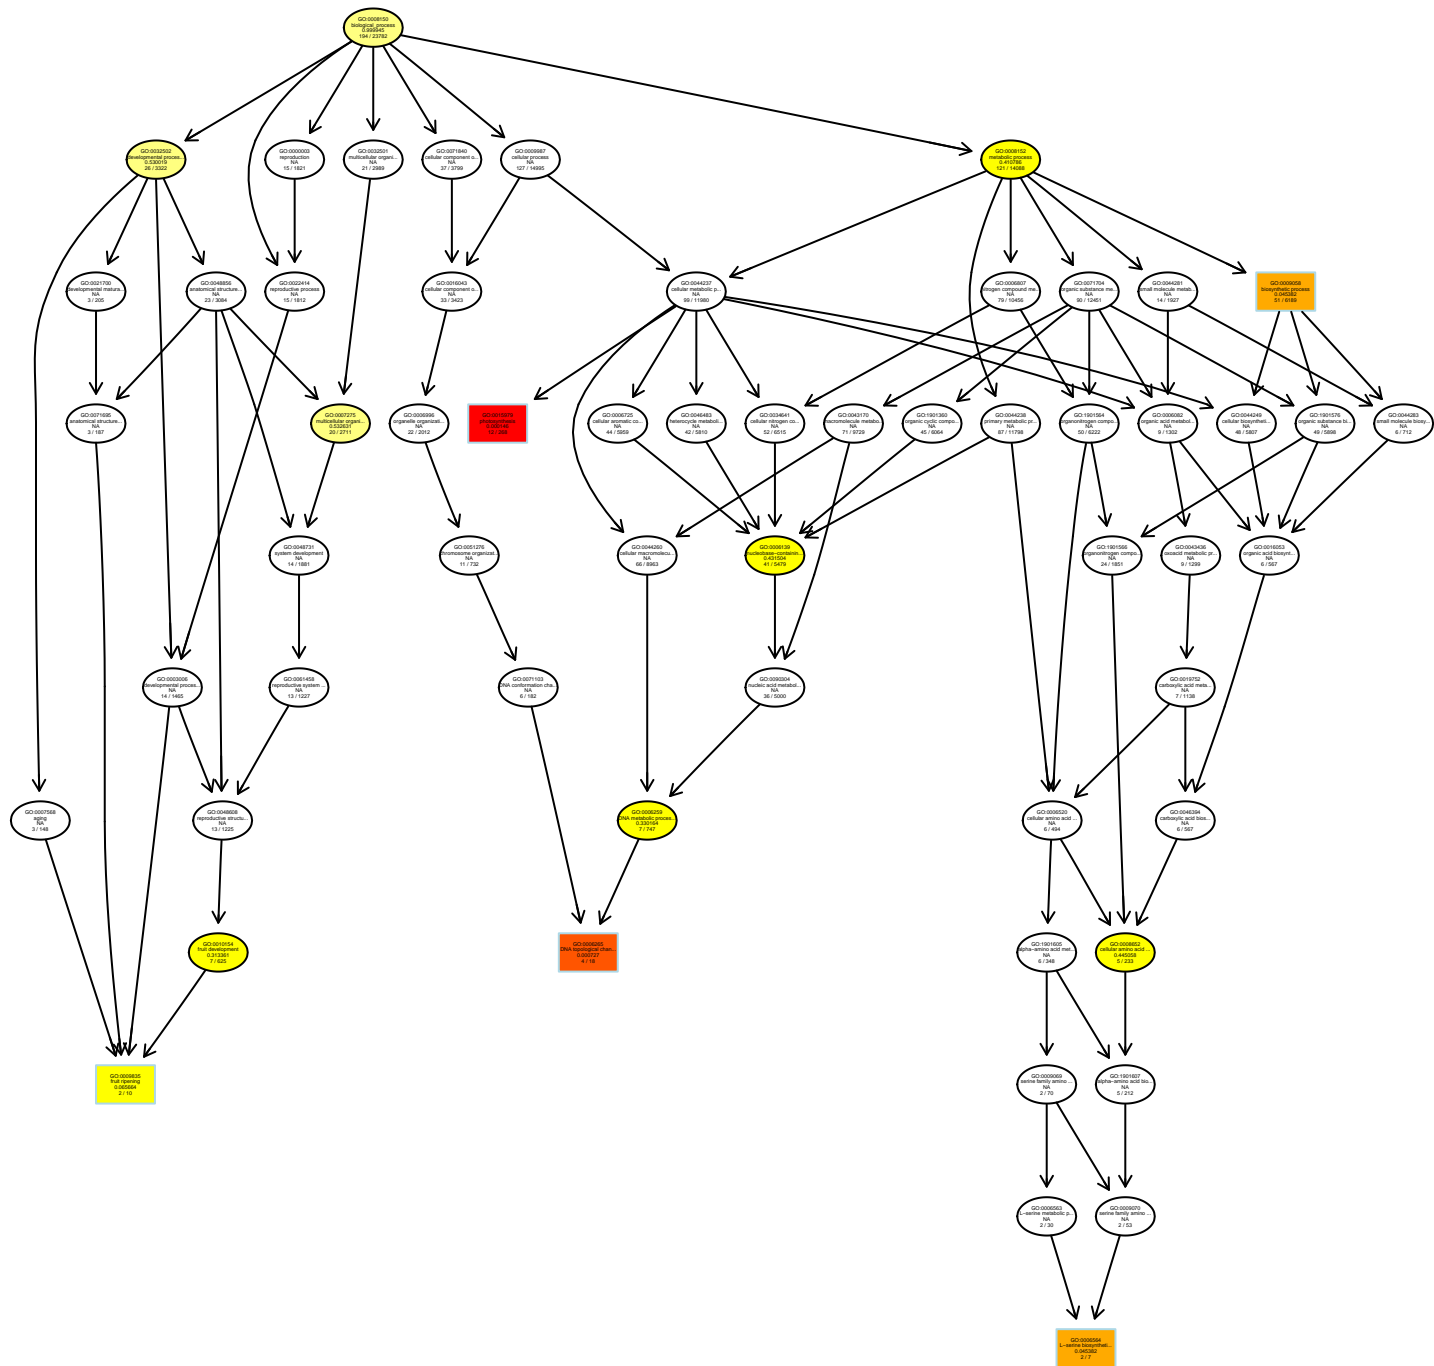 GO:0008150
biological_process
0.999945
194 / 23782
GO:0032502
developmental proces...
0.530019
26 / 3322
GO:0000003
reproduction
NA
15 / 1821
GO:0032501
multicellular organi...
NA
21 / 2989
GO:0071840
cellular component o...
NA
37 / 3799
GO:0009987
cellular process
NA
127 / 14995
GO:0008152
metabolic process
0.410786
121 / 14088
GO:0021700
developmental matura...
NA
3 / 205
GO:0048856
anatomical structure...
NA
23 / 3084
GO:0022414
reproductive process
NA
15 / 1812
GO:0016043
cellular component o...
NA
33 / 3423
GO:0044237
cellular metabolic p...
NA
99 / 11980
GO:0006807
nitrogen compound me...
NA
79 / 10456
GO:0071704
organic substance me...
NA
90 / 12451
GO:0044281
small molecule metab...
NA
14 / 1927
GO:0009058
biosynthetic process
0.045382
51 / 6189
GO:0071695
anatomical structure...
NA
3 / 187
GO:0007275
multicellular organi...
0.532631
20 / 2711
GO:0006996
organelle organizati...
NA
22 / 2012
GO:0015979
photosynthesis
GO:0006725
cellular aromatic co...
NA
44 / 5959
GO:0046483
heterocycle metaboli...
NA
42 / 5810
GO:0034641
cellular nitrogen co...
NA
52 / 6515
GO:0043170
macromolecule metabo...
NA
71 / 9729
GO:1901360
organic cyclic compo...
NA
45 / 6064
GO:0044238
primary metabolic pr...
NA
87 / 11798
GO:1901564
organonitrogen compo...
NA
50 / 6222
GO:0006082
organic acid metabol...
NA
9 / 1302
GO:0044249
cellular biosyntheti...
NA
48 / 5807
GO:1901576
organic substance bi...
NA
49 / 5898
GO:0044283
small molecule biosy...
NA
6 / 712
GO:0048731
system development
NA
14 / 1881
GO:0051276
chromosome organizat...
NA
11 / 732
GO:0044260
cellular macromolecu...
NA
66 / 8963
GO:0006139
nucleobase-containin...
0.431504
41 / 5479
GO:1901566
organonitrogen compo...
NA
24 / 1851
GO:0043436
oxoacid metabolic pr...
NA
9 / 1299
GO:0016053
organic acid biosynt...
NA
6 / 567
GO:0003006
developmental proces...
NA
14 / 1465
GO:0061458
reproductive system ...
NA
13 / 1227
GO:0071103
DNA conformation cha...
NA
6 / 182
GO:0090304
nucleic acid metabol...
NA
36 / 5000
GO:0019752
carboxylic acid meta...
NA
7 / 1138
GO:0007568
aging
NA
3 / 148
GO:0048608
reproductive structu...
NA
13 / 1225
GO:0006259
DNA metabolic proces...
0.330164
7 / 747
GO:0006520
cellular amino acid ...
NA
6 / 494
GO:0046394
carboxylic acid bios...
NA
6 / 567
GO:0010154
fruit development
0.313361
7 / 625
GO:0006265
DNA topological chan...
0.000727
4 / 18
GO:1901605
alpha-amino acid met...
NA
6 / 348
GO:0008652
cellular amino acid ...
0.445058
5 / 233
GO:0009835
fruit ripening
0.065664
2 / 10
GO:0009069
serine family amino ...
NA
2 / 70
GO:1901607
alpha-amino acid bio...
NA
5 / 212
GO:0006563
L-serine metabolic p...
NA
2 / 30
GO:0009070
serine family amino ...
NA
2 / 53
GO:0006564
L-serine biosyntheti...
0.045382
2 / 7